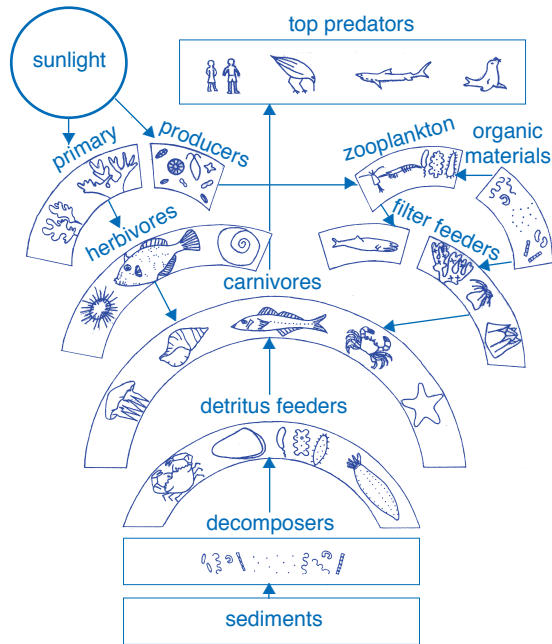 top predators
sunlight
primary
producers
zooplankton
organic
materials
herbivores
filter feeders
carnivores
detritus feeders
decomposers
sediments